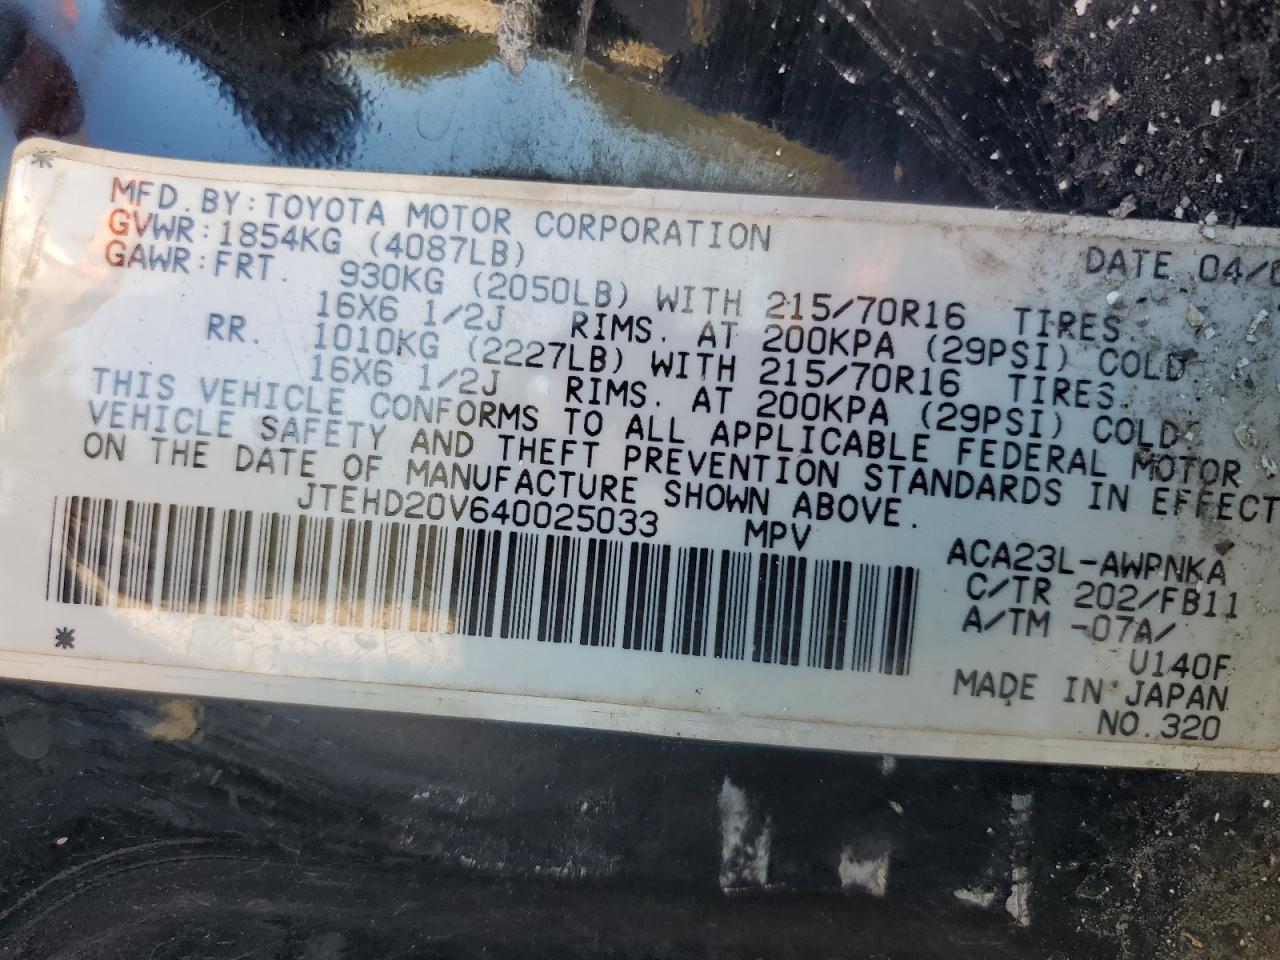 MFD. BY: TOYOTA MOTOR CORPORATION DATE 04/
GVWR: 1854KG (4087LB)
GAWR: FRT. 930KG (2050LB) WITH 215/70R16 TIRES.
16X6 1/2J RIMS. AT 200KPA (29PSI) COLD
RR. 1010KG (2227LB) WITH 215/70R16 TIRES.
16X6 1/2J RIMS. AT 200KPA (29PSI) COLD.
THIS VEHICLE CONFORMS TO ALL APPLICABLE FEDERAL MOTOR
VEHICLE SAFETY AND THEFT PREVENTION STANDARDS IN EFFECT
ON THE DATE OF MANUFACTURE SHOWN ABOVE.
JTEHD20V640025033 MPV
ACA23L-AWPNKA
C/TR 202/FB11
A/TM -07A/
U140F
MADE IN JAPAN
NO. 320